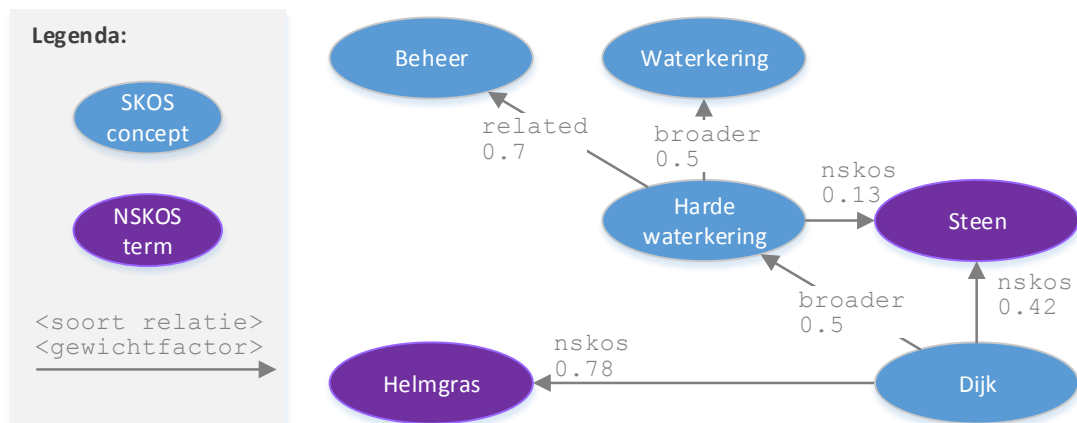 Legenda:
SKOS
concept
NSKOS
term
<soort relatie>
<gewichtfactor>
Beheer
Waterkering
related
0.7
broader
0.5
nskos
0.13
Harde
waterkering
Steen
broader
0.5
nskos
0.42
nskos
0.78
Helmgras
Dijk